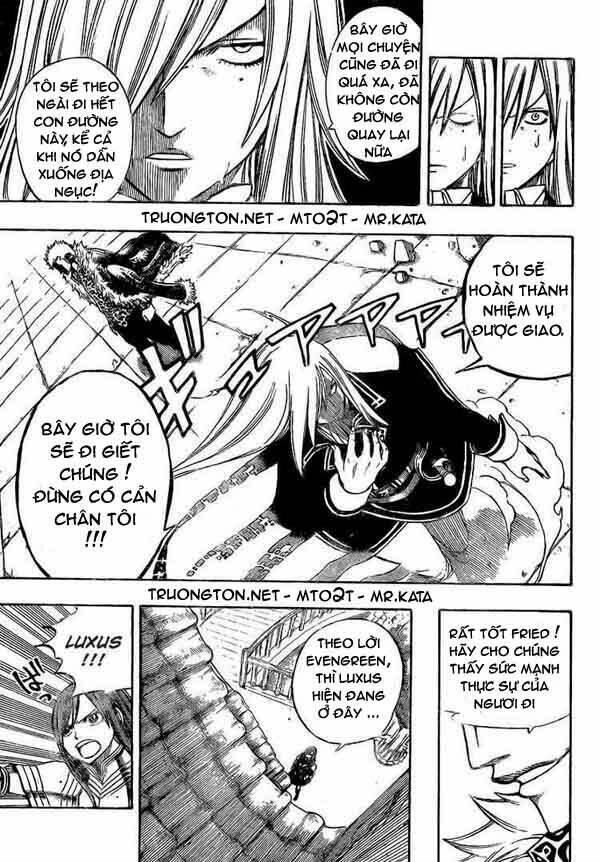 BÂY GIỜ
MỌI CHUYỆN
CŨNG ĐÃ ĐI
QUÁ XA, ĐÃ
KHÔNG CÒN
ĐƯỜNG
QUAY LẠI
NỮA
TÔI SẼ THEO
NGÀI ĐI HẾT
CON ĐƯỜNG
NÀY, KỂ CẢ
KHI NÓ DẪN
XUỐNG ĐỊA
NGỤC!
TRUONGTON.NET - MTO2T - MR.KATA
TÔI SẼ
HOÀN THÀNH
NHIỆM VỤ
ĐƯỢC GIAO.
BÂY GIỜ TÔI
SẼ ĐI GIẾT
CHÚNG!
ĐỪNG CÓ CẢN
CHÂN TÔI
!!!
TRUONGTON.NET - MTO2T - MR.KATA
RẤT TỐT FRIED!
HÃY CHO CHÚNG
THẤY SỨC MẠNH
THỰC SỰ CỦA
NGƯƠI ĐI
THEO LỜI
EVENGREEN,
THÌ LUXUS
HIỆN ĐANG
Ở ĐÂY ...
LUXUS
!!!